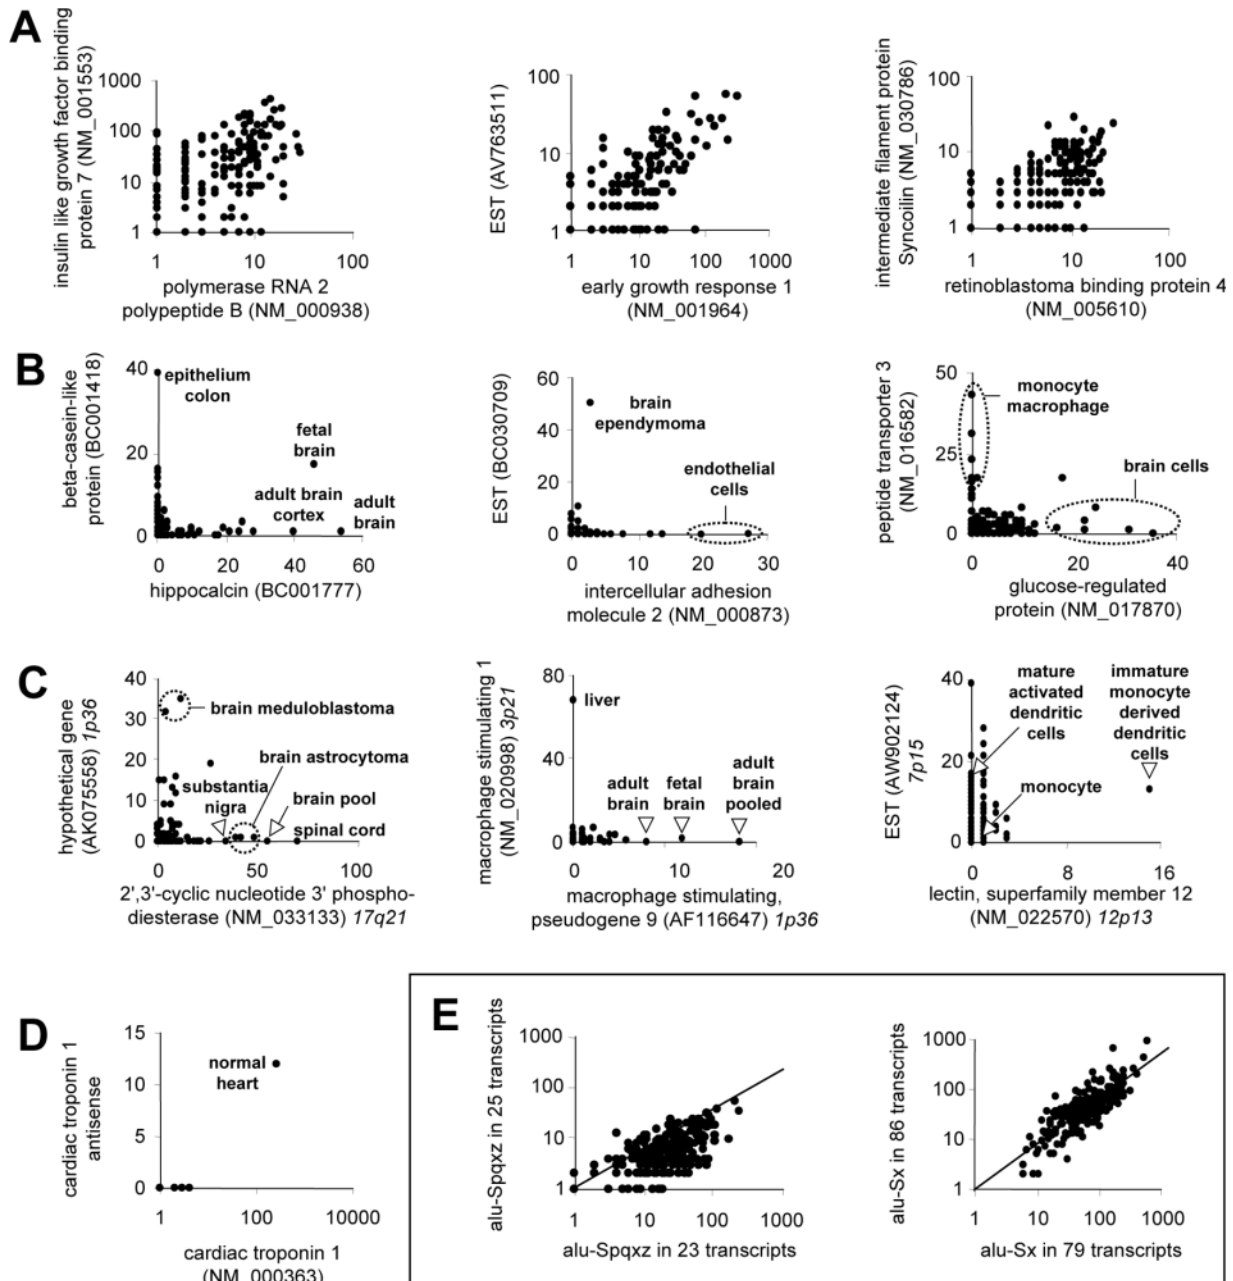 A
insulin like growth factor binding
protein 7 (NM_001553)
1000
100
10
1
1
10
100
polymerase RNA 2
polypeptide B (NM_000938)
EST (AV763511)
100
10
1
1
10
100
1000
early growth response 1
(NM_001964)
intermediate filament protein
Syncoilin (NM_030786)
100
10
1
1
10
100
retinoblastoma binding protein 4
(NM_005610)
B
beta-casein-like
protein (BC001418)
40
20
0
epithelium
colon
fetal
brain
adult brain
cortex
adult
brain
0
20
40
60
hippocalcin (BC001777)
EST (BC030709)
60
40
20
0
brain
ependymoma
endothelial
cells
0
10
20
30
intercellular adhesion
molecule 2 (NM_000873)
peptide transporter 3
(NM_016582)
50
25
0
monocyte
macrophage
brain cells
0
20
40
glucose-regulated
protein (NM_017870)
C
hypothetical gene
(AK075558) 1p36
40
30
20
10
0
brain meduloblastoma
brain astrocytoma
substantia
nigra
brain pool
spinal cord
0
50
100
2',3'-cyclic nucleotide 3' phospho-
diesterase (NM_033133) 17q21
macrophage stimulating 1
(NM_020998) 3p21
80
40
0
liver
adult
brain
fetal
brain
adult
brain
pooled
0
10
20
macrophage stimulating,
pseudogene 9 (AF116647) 1p36
EST (AW902124)
7p15
40
20
0
mature
activated
dendritic
cells
immature
monocyte
derived
dendritic
cells
monocyte
0
8
16
lectin, superfamily member 12
(NM_022570) 12p13
D
cardiac troponin 1
antisense
15
10
5
0
normal
heart
1
100
10000
cardiac troponin 1
(NM_000363)
E
alu-Spqxz in 25 transcripts
1000
100
10
1
1
10
100
1000
alu-Spqxz in 23 transcripts
alu-Sx in 86 transcripts
1000
100
10
1
1
10
100
1000
alu-Sx in 79 transcripts